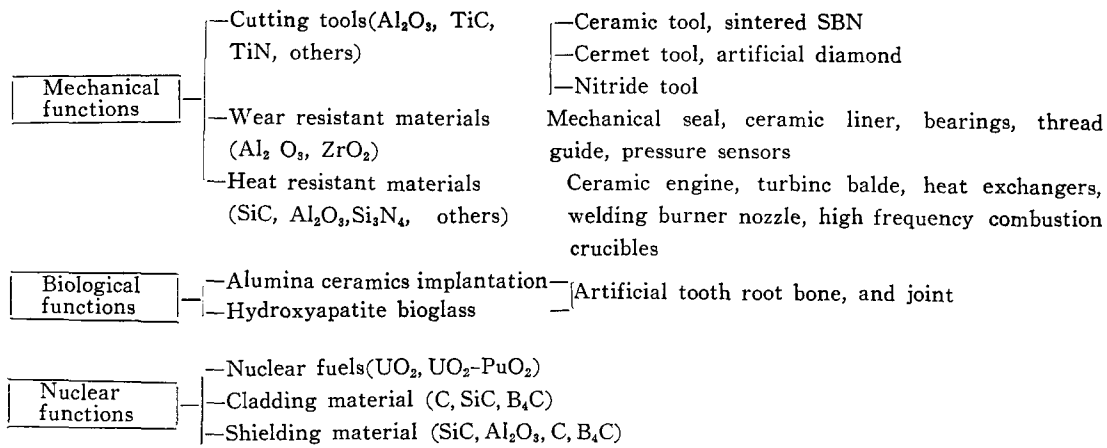 Cutting tools(Al₂O₃, TiC,
TiN, others)
Ceramic tool, sintered SBN
Cermet tool, artificial diamond
Nitride tool
Mechanical
functions
Wear resistant materials
(Al₂ O₃, ZrO₂)
Mechanical seal, ceramic liner, bearings, thread
guide, pressure sensors
Heat resistant materials
(SiC, Al₂O₃,Si₃N₄, others)
Ceramic engine, turbinc balde, heat exchangers,
welding burner nozzle, high frequency combustion
crucibles
Biological
functions
Alumina ceramics implantation
Hydroxyapatite bioglass
Artificial tooth root bone, and joint
Nuclear
functions
Nuclear fuels(UO₂, UO₂-PuO₂)
Cladding material (C, SiC, B₄C)
Shielding material (SiC, Al₂O₃, C, B₄C)